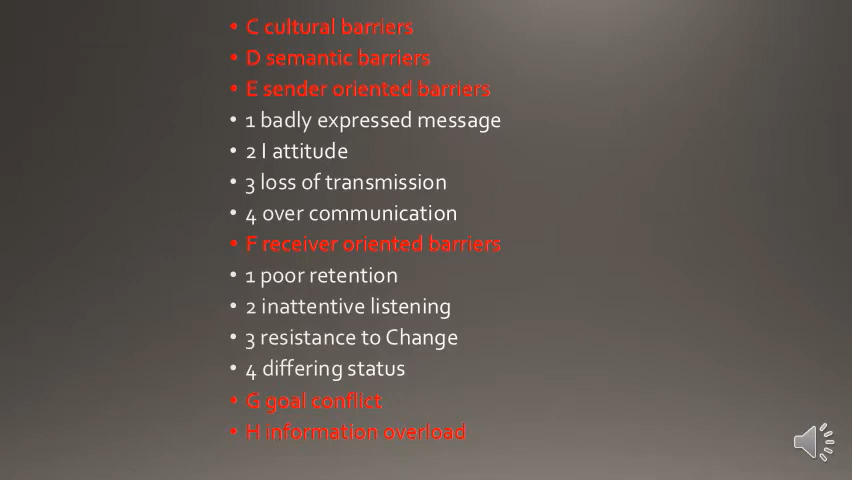 • C cultural barriers
• D semantic barriers
• E sender oriented barriers
• 1 badly expressed message
• 2 I attitude
• 3 loss of transmission
• 4 over communication
• F receiver oriented barriers
• 1 poor retention
• 2 inattentive listening
• 3 resistance to Change
• 4 differing status
• G goal conflict
• H information overload